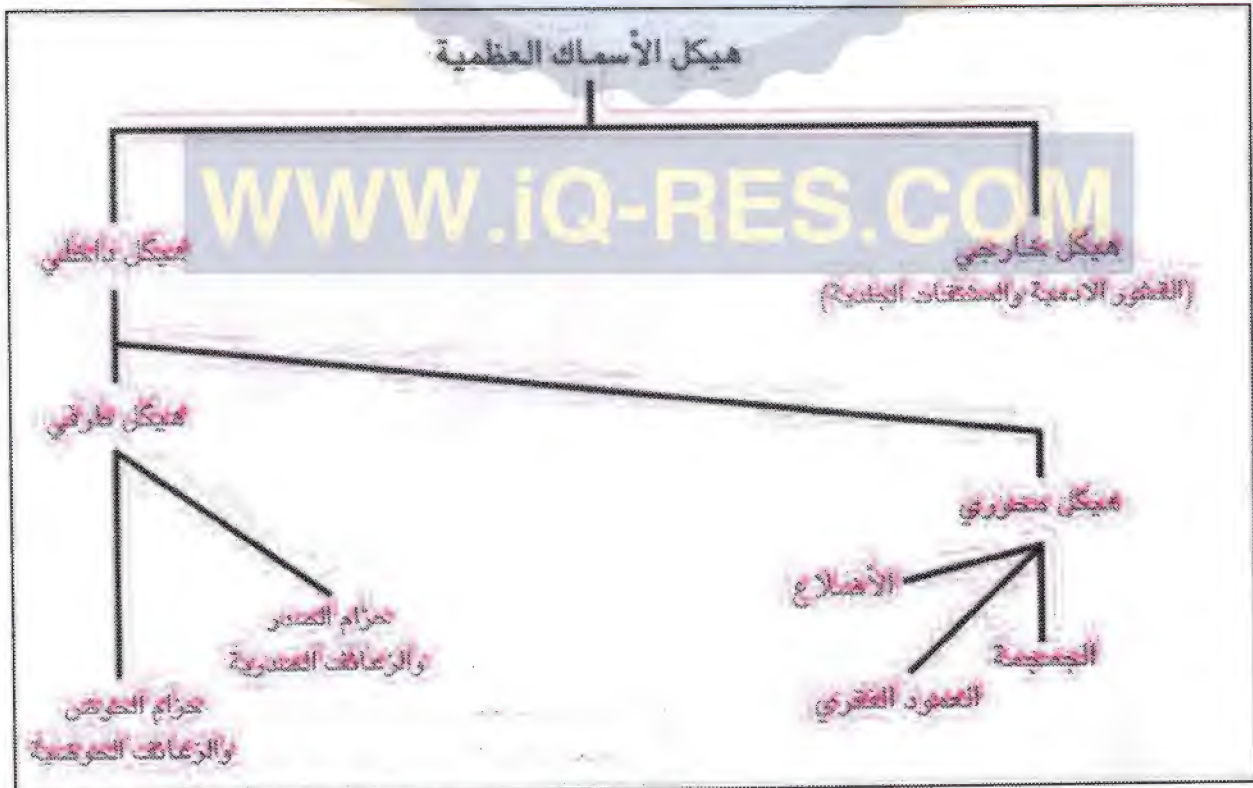 هيكل الأسماك العظمية
WWW.iQ-RES.COM
هيكل خارجي
(القشور الادمية والمشتقات الجلدية)
هيكل داخلي
هيكل طرفي
هيكل محوري
الأضلاع
العمود الفقري
الجمجمة
حزام الصدر
والزعانف الصدرية
حزام الحوض
والزعانف الحوضية